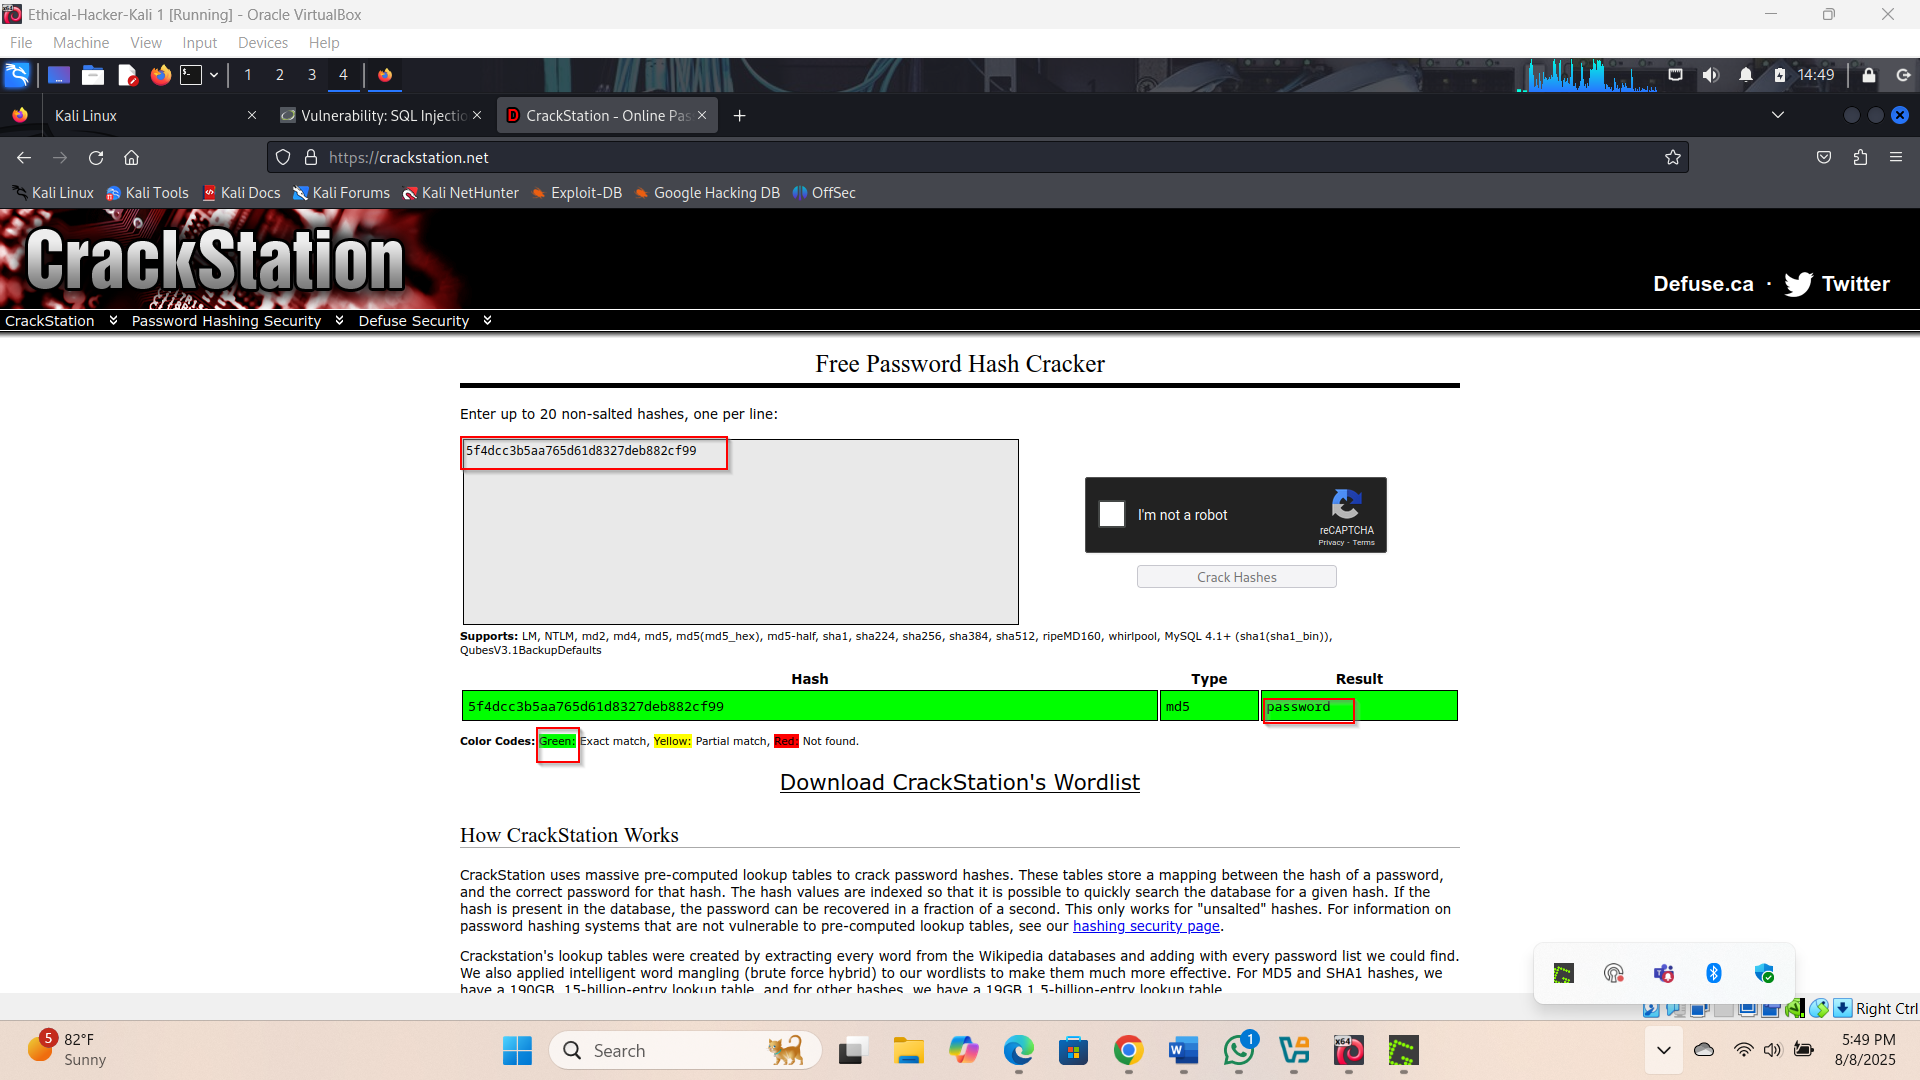 Ethical-Hacker-Kali 1 [Running] - Oracle VirtualBox
File Machine View Input Devices Help
1 2 3 4 14:49
Kali Linux Vulnerability: SQL Injectio CrackStation - Online Pas
https://crackstation.net
Kali Linux Kali Tools Kali Docs Kali Forums Kali NetHunter Exploit-DB Google Hacking DB OffSec
CrackStation
Defuse.ca · Twitter
CrackStation Password Hashing Security Defuse Security
Free Password Hash Cracker
Enter up to 20 non-salted hashes, one per line:
5f4dcc3b5aa765d61d8327deb882cf99
I'm not a robot
reCAPTCHA
Privacy - Terms
Crack Hashes
Supports: LM, NTLM, md2, md4, md5, md5(md5_hex), md5-half, sha1, sha224, sha256, sha384, sha512, ripeMD160, whirlpool, MySQL 4.1+ (sha1(sha1_bin)),
QubesV3.1BackupDefaults
Hash Type Result
5f4dcc3b5aa765d61d8327deb882cf99 md5 password
Color Codes: Green: Exact match, Yellow: Partial match, Red: Not found.
Download CrackStation's Wordlist
How CrackStation Works
CrackStation uses massive pre-computed lookup tables to crack password hashes. These tables store a mapping between the hash of a password,
and the correct password for that hash. The hash values are indexed so that it is possible to quickly search the database for a given hash. If the
hash is present in the database, the password can be recovered in a fraction of a second. This only works for "unsalted" hashes. For information on
password hashing systems that are not vulnerable to pre-computed lookup tables, see our hashing security page.
Crackstation's lookup tables were created by extracting every word from the Wikipedia databases and adding with every password list we could find.
We also applied intelligent word mangling (brute force hybrid) to our wordlists to make them much more effective. For MD5 and SHA1 hashes, we
have a 190GB, 15-billion-entry lookup table, and for other hashes, we have a 19GB 1.5-billion-entry lookup table.
Right Ctrl
5
82°F
Sunny
Search
1
x64
5:49 PM
8/8/2025